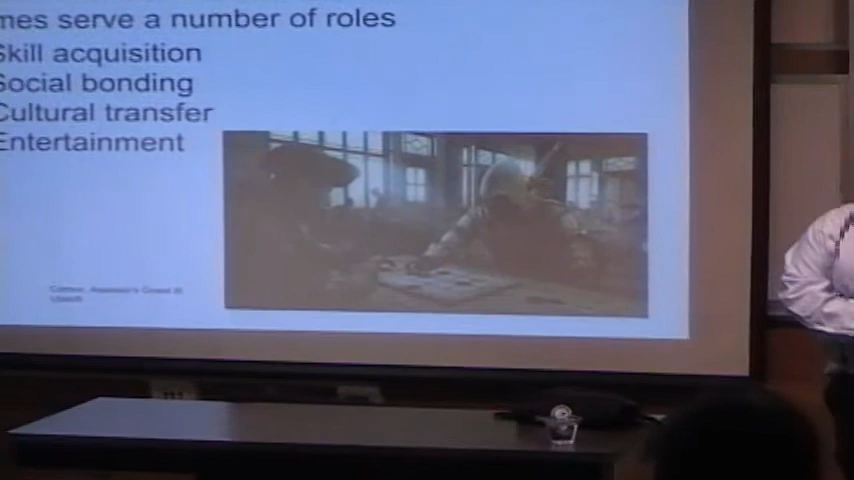 mes serve a number of roles
Skill acquisition
Social bonding
Cultural transfer
Entertainment